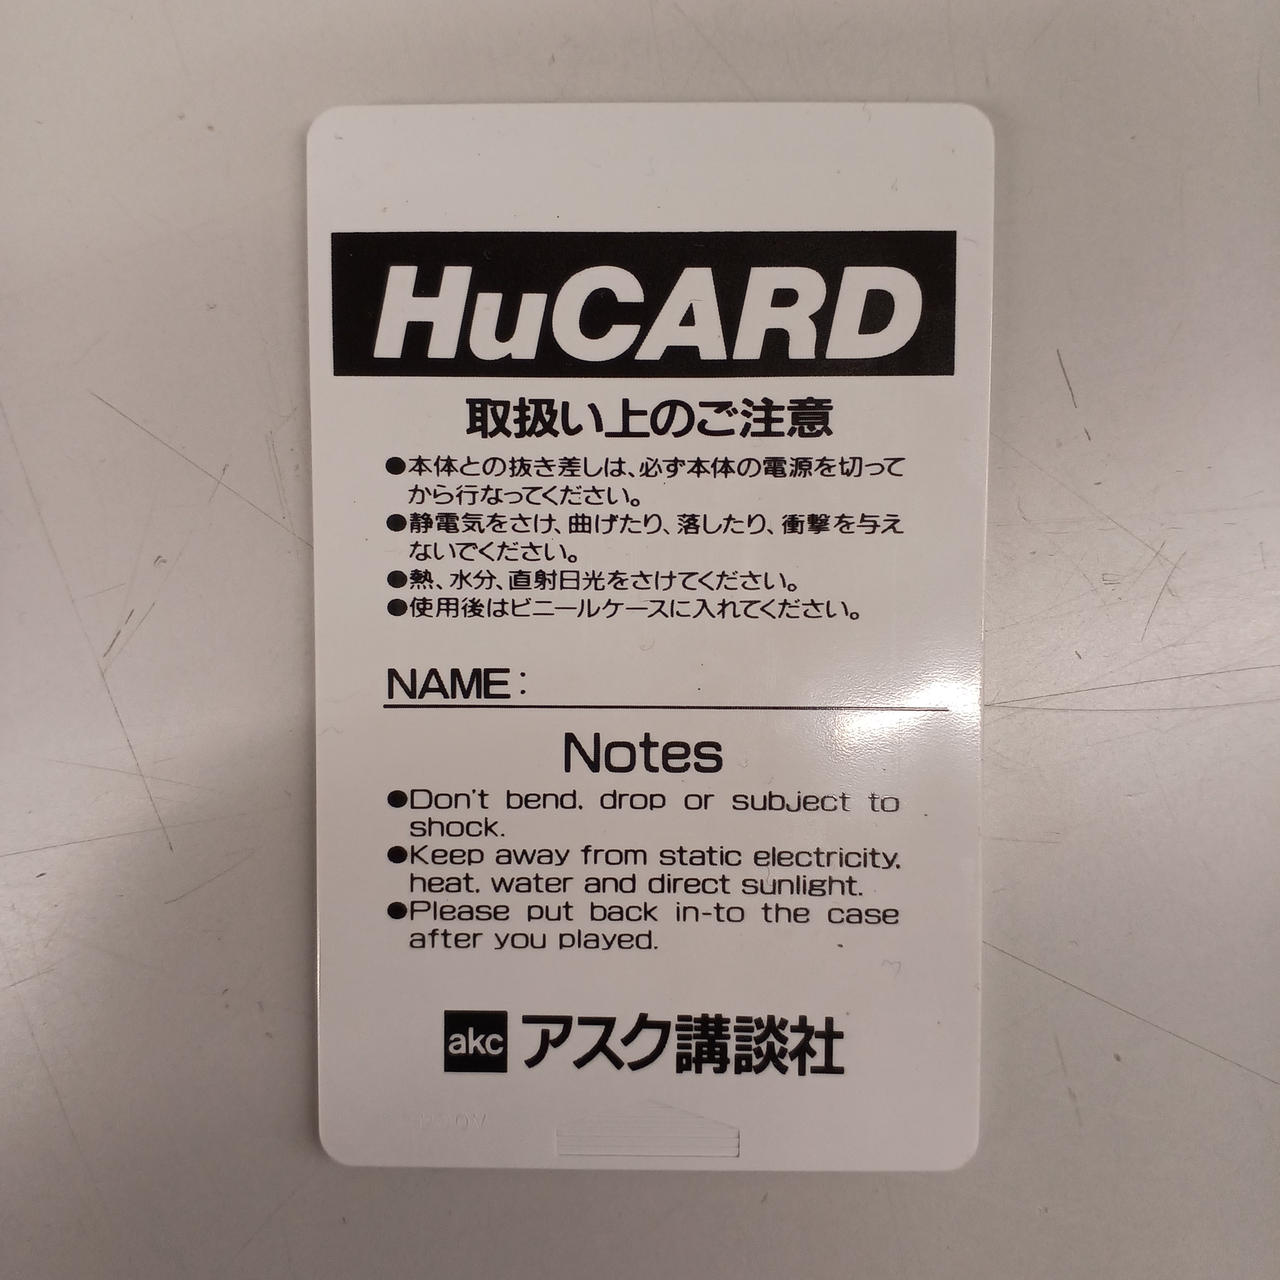 HuCARD
取扱い上のご注意
●本体との抜き差しは、必ず本体の電源を切って
から行なってください。
●静電気をさけ、曲げたり、落したり、衝撃を与え
ないでください。
●熱、水分、直射日光をさけてください。
●使用後はビニールケースに入れてください。
NAME:
Notes
●Don't bend. drop or subject to
shock.
●Keep away from static electricity.
heat. water and direct sunlight.
●Please put back in-to the case
after you played.
akc アスク講談社